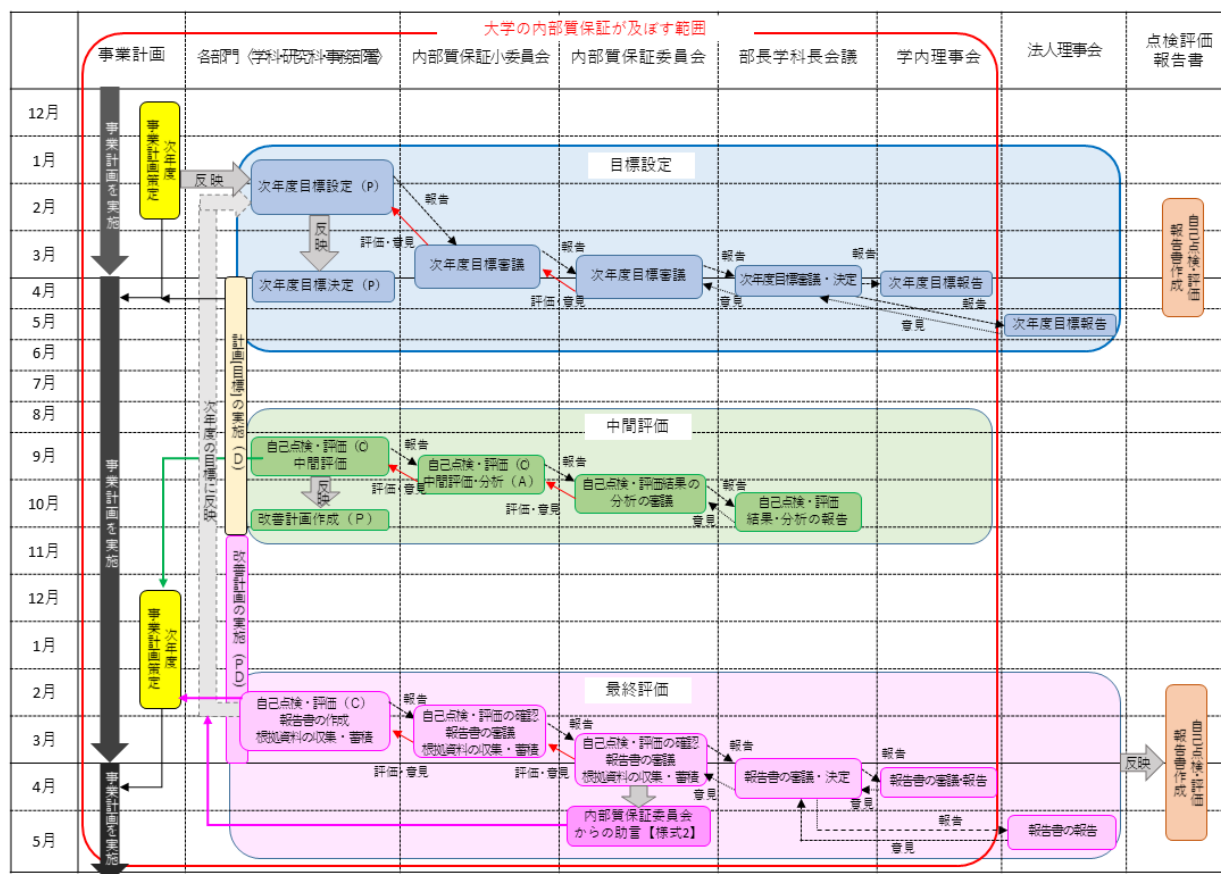 大学の内部質保証が及ぼす範囲
事業計画
各部門〈学科・研究科・事務部署〉
内部質保証小委員会
内部質保証委員会
部長学科長会議
学内理事会
法人理事会
点検評価
報告書
12月
1月
2月
3月
4月
5月
6月
7月
8月
9月
10月
11月
12月
1月
2月
3月
4月
5月
事業計画を実施
事業計画を実施
事業計画を実施
次年度
事業計画策定
次年度
事業計画策定
反映
次年度の目標に反映
計画(目標)の実施(D)
改善計画の実施(PD)
目標設定
次年度目標設定(P)
反映
次年度目標決定(P)
報告
評価・意見
次年度目標審議
報告
評価・意見
次年度目標審議
報告
意見
次年度目標審議・決定
報告
次年度目標報告
報告
意見
次年度目標報告
自己点検・評価
報告書作成
中間評価
自己点検・評価(C)
中間評価
反映
改善計画作成(P)
報告
評価・意見
自己点検・評価(C)
中間評価・分析(A)
報告
評価・意見
自己点検・評価結果の
分析の審議
報告
意見
自己点検・評価
結果・分析の報告
最終評価
自己点検・評価(C)
報告書の作成
根拠資料の収集・蓄積
報告
評価・意見
自己点検・評価の確認
報告書の審議
根拠資料の収集・蓄積
報告
評価・意見
自己点検・評価の確認
報告書の審議
根拠資料の収集・蓄積
内部質保証委員会
からの助言【様式2】
報告
意見
報告書の審議・決定
報告
意見
報告書の審議・報告
報告
意見
報告書の報告
反映
自己点検・評価
報告書作成